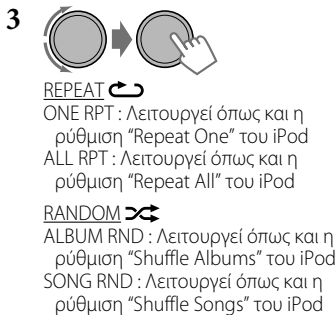 3
REPEAT
ONE RPT : Λειτουργεί όπως και η
ρύθμιση “Repeat One” του iPod
ALL RPT : Λειτουργεί όπως και η
ρύθμιση “Repeat All” του iPod
RANDOM
ALBUM RND : Λειτουργεί όπως και η
ρύθμιση “Shuffle Albums” του iPod
SONG RND : Λειτουργεί όπως και η
ρύθμιση “Shuffle Songs” του iPod